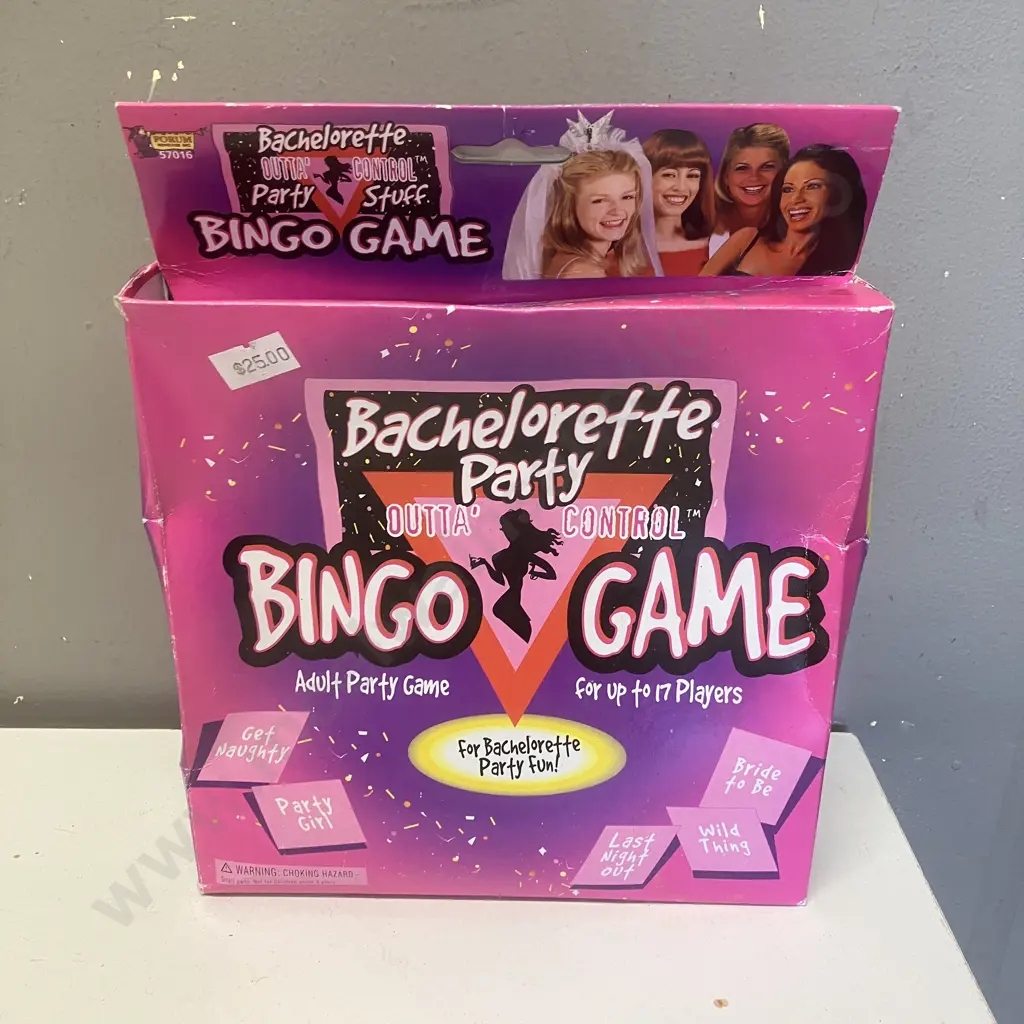 FORUM
57016
Bachelorette
OUTTA' CONTROL™
Party Stuff
BINGO GAME
$25.00
Bachelorette
Party
OUTTA' CONTROL™
BINGO GAME
Adult Party Game
for up to 17 Players
for Bachelorette
Party fun!
Get
Naughty
Party
Girl
Bride
to Be
Wild
Thing
Last
Night
out
WARNING: CHOKING HAZARD -
www.